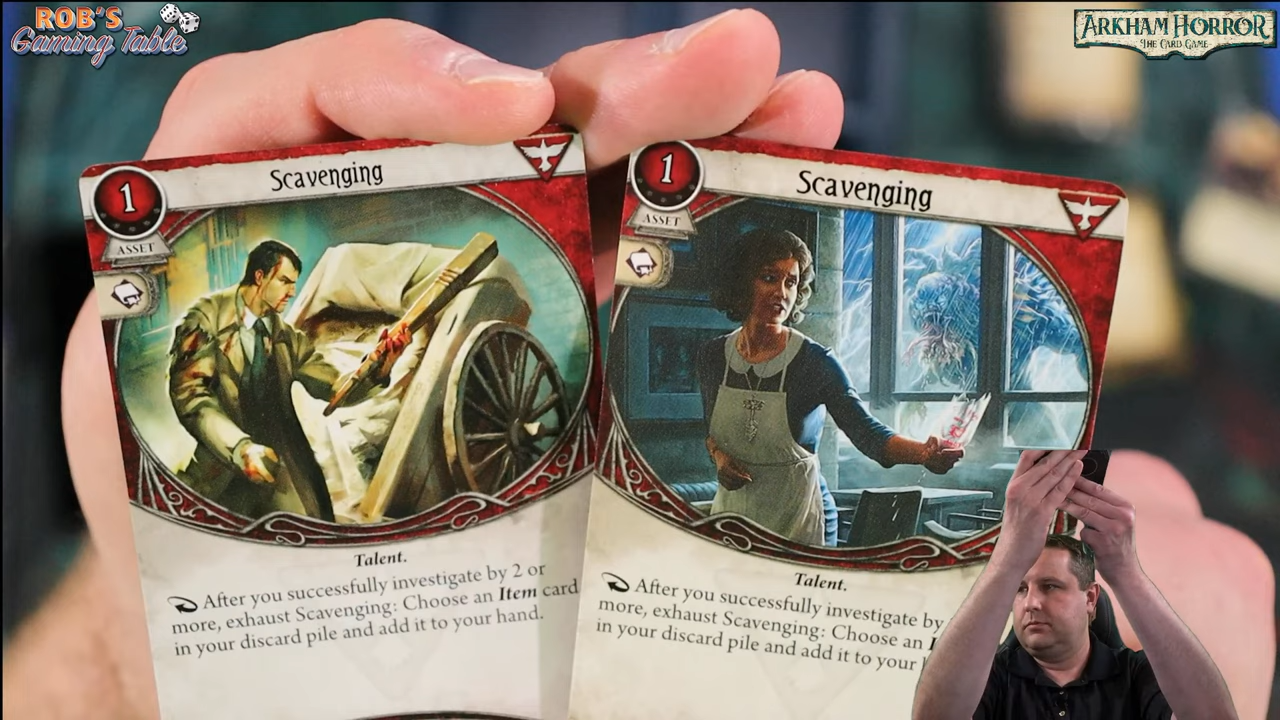 ROB'S
Gaming Table
ARKHAM HORROR
THE CARD GAME
1
Scavenging
ASSET
Talent.
After you successfully investigate by 2 or
more, exhaust Scavenging: Choose an Item card
in your discard pile and add it to your hand.
1
Scavenging
ASSET
Talent.
After you successfully investigate by
more, exhaust Scavenging: Choose an
in your discard pile and add it to your